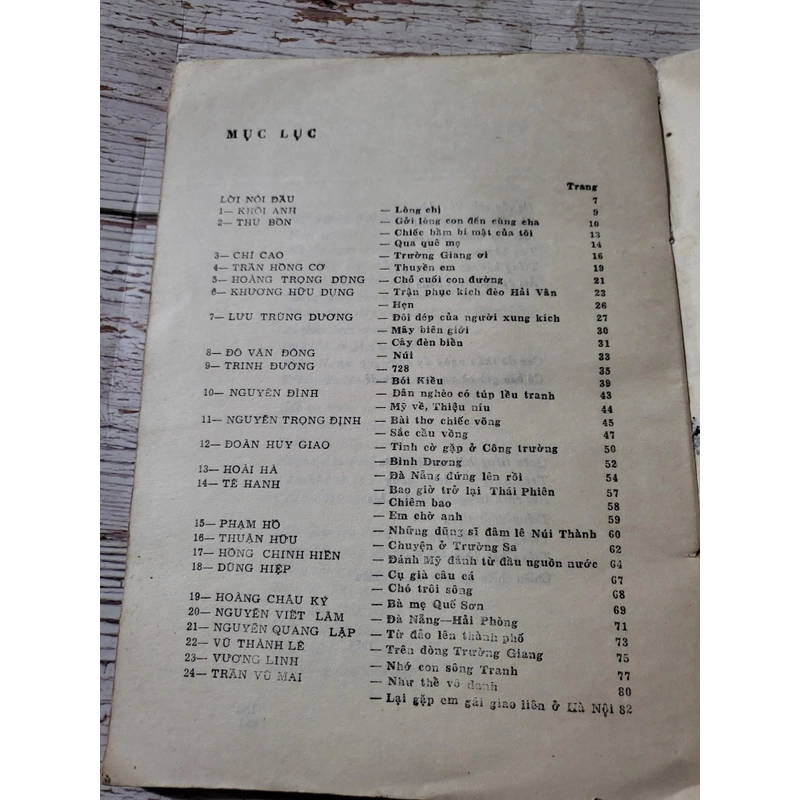 MỤC LỤC
Trang
LỜI NÓI ĐẦU 7
1— KHÔI ANH — Lòng chị 9
2— THU BỒN — Gởi lòng con đến cùng cha 10
— Chiếc hầm bí mật của tôi 13
— Qua quê mẹ 14
3— CHÍ CAO — Trường Giang ơi 16
4— TRẦN HỒNG CƠ — Thuyền em 19
5— HOÀNG TRỌNG DŨNG — Chỗ cuối con đường 21
6— KHƯƠNG HỮU DỤNG — Trận phục kích đèo Hải Vân 23
— Hẹn 26
7— LƯU TRÙNG DƯƠNG — Đôi dép của người xung kích 27
— Mây biên giới 30
— Cây đèn biển 31
8— ĐỖ VĂN ĐÔNG — Núi 33
9— TRINH ĐƯỜNG — 728 35
— Bói Kiều 39
10— NGUYÊN ĐÌNH — Dân nghèo có túp lều tranh 43
— Mỹ về, Thiệu níu 44
11— NGUYỄN TRỌNG ĐỊNH — Bài thơ chiếc võng 45
— Sắc cầu vồng 47
12— ĐOÀN HUY GIAO — Tình cờ gặp ở Công trường 50
— Bình Dương 52
13— HOÀI HÀ — Đà Nẵng đứng lên rồi 54
14— TẾ HANH — Bao giờ trở lại Thái Phiên 57
— Chiêm bao 58
— Em chờ anh 59
15— PHẠM HỔ — Những dũng sĩ đâm lê Núi Thành 60
16— THUẬN HỮU — Chuyện ở Trường Sa 62
17— HỒNG CHINH HIỀN — Đánh Mỹ đánh từ đầu nguồn nước 64
18— DŨNG HIỆP — Cụ già câu cá 67
— Chó trôi sông 68
19— HOÀNG CHÂU KÝ — Bà mẹ Quế Sơn 69
20— NGUYỄN VIẾT LÃM — Đà Nẵng—Hải Phòng 71
21— NGUYỄN QUANG LẬP — Từ đảo lên thành phố 73
22— VŨ THÀNH LÊ — Trên dòng Trường Giang 75
23— VƯƠNG LINH — Nhớ con sông Tranh 77
24— TRẦN VŨ MAI — Như thể vô danh 80
— Lại gặp em gái giao liên ở Hà Nội 82